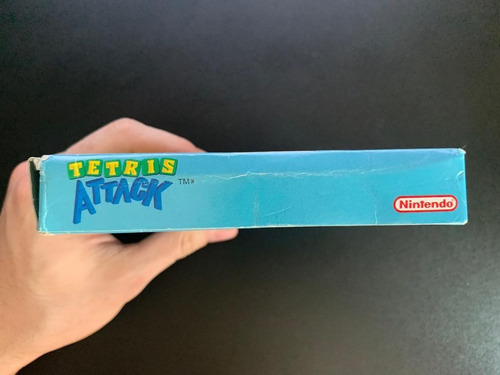 TETRIS
ATTACK TM*
Nintendo